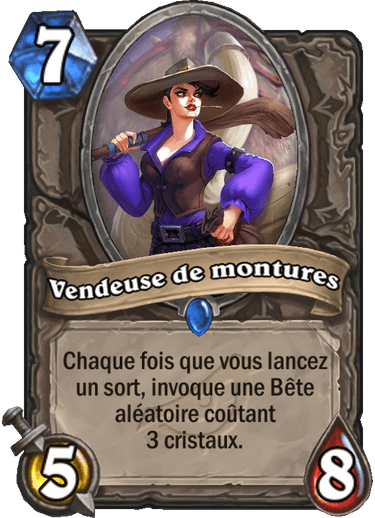 7
Vendeuse de montures
Chaque fois que vous lancez
un sort, invoque une Bête
aléatoire coûtant
3 cristaux.
5
8